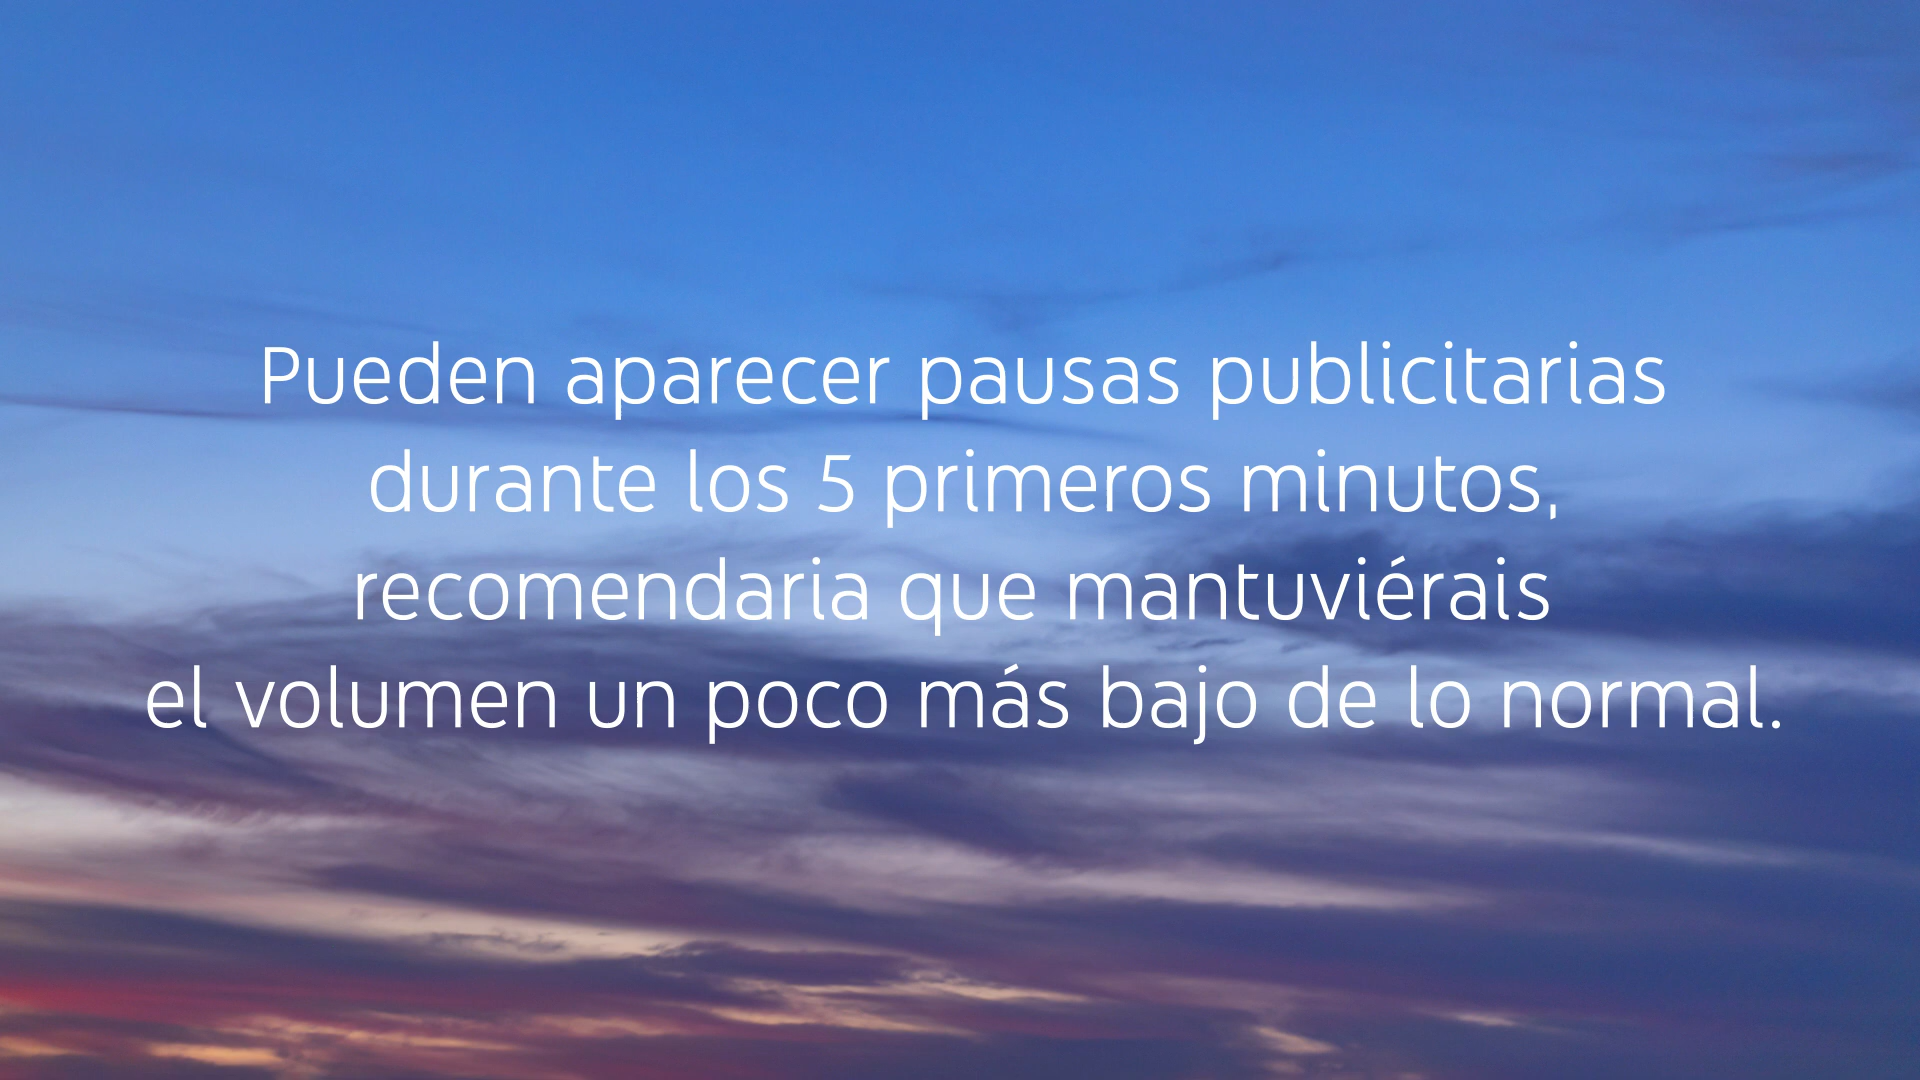 Pueden aparecer pausas publicitarias
durante los 5 primeros minutos,
recomendaria que mantuviérais
el volumen un poco más bajo de lo normal.